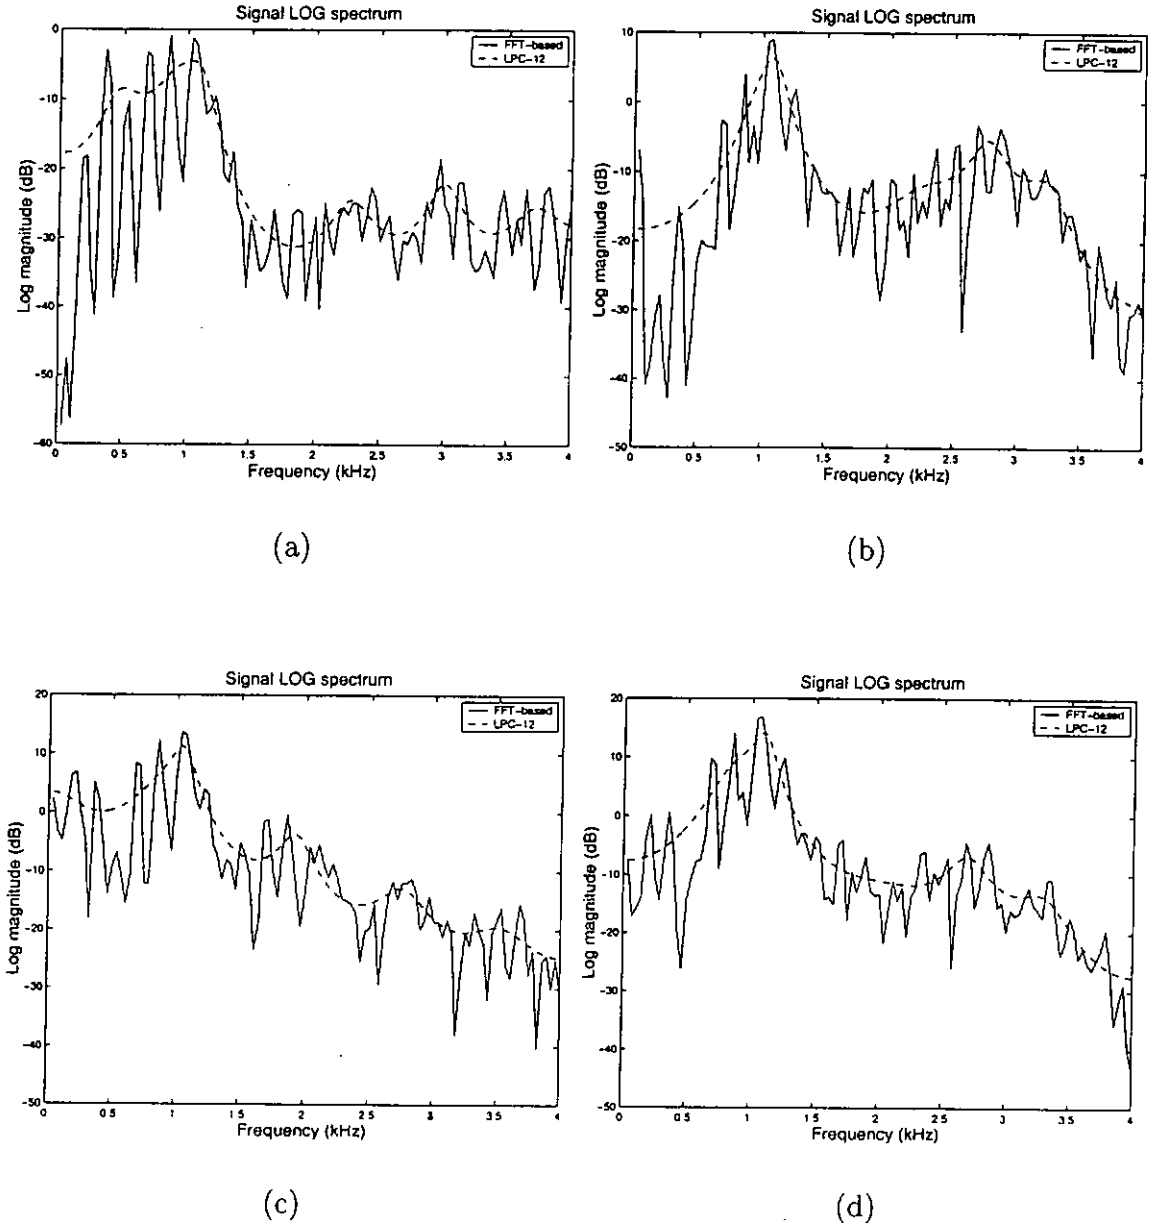 Signal LOG spectrum
0
-10
-20
-30
-40
-50
-60
Log magnitude (dB)
FFT-based
LPC-12
0 0 5 1 1 5 2 2.5 3 3 5 4
Frequency (kHz)
(a)
Signal LOG spectrum
10
0
-10
-20
-30
-40
-50
Log magnitude (dB)
FFT-based
LPC-12
0 0 5 1 1 5 2 2 5 3 3.5 4
Frequency (kHz)
(b)
Signal LOG spectrum
20
10
0
-10
-20
-30
-40
-50
Log magnitude (dB)
FFT-based
LPC-12
0 0 5 1 1 5 2 2 5 3 3 5 4
Frequency (kHz)
(c)
Signal LOG spectrum
20
10
0
-10
-20
-30
-40
-50
Log magnitude (dB)
FFT-based
LPC-12
0 0 5 1 1 5 2 2 5 3 3 5 4
Frequency (kHz)
(d)